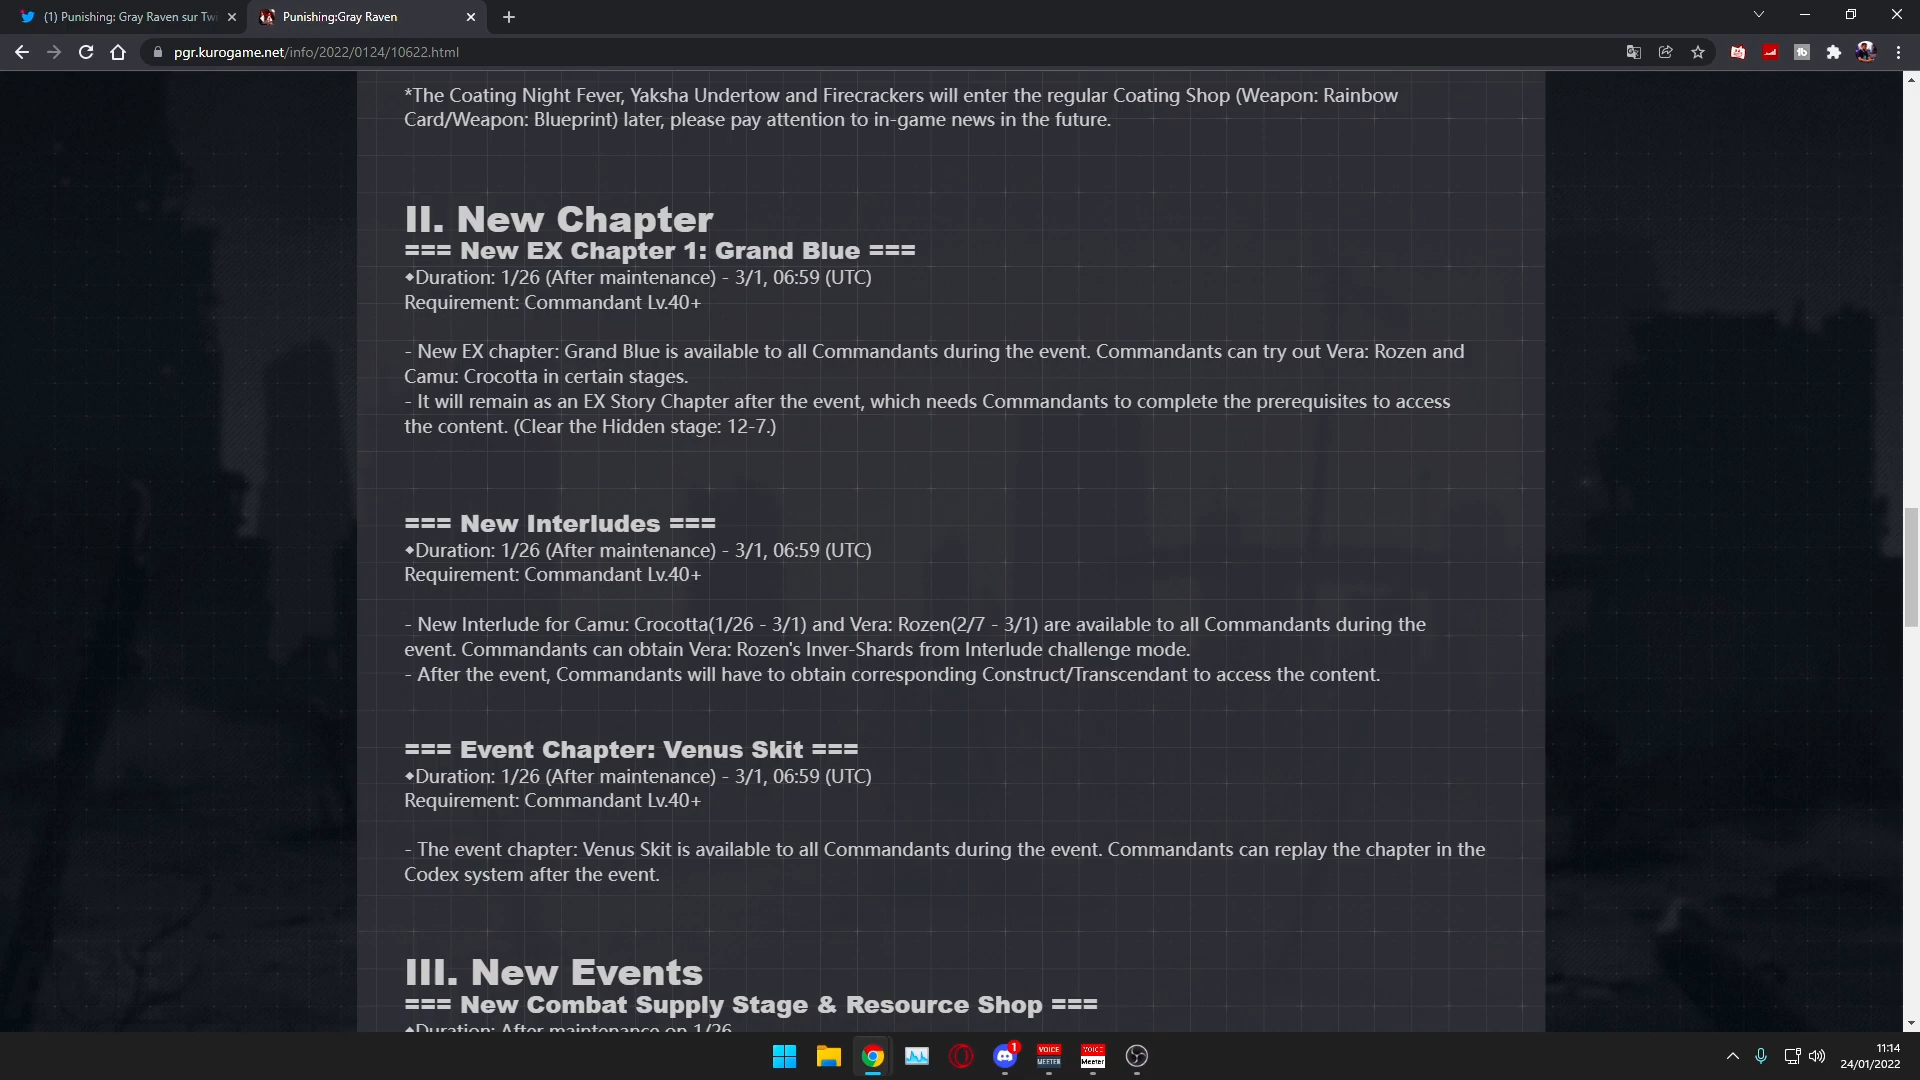 (1) Punishing: Gray Raven sur Twi
Punishing:Gray Raven
pgr.kurogame.net/info/2022/0124/10622.html
*The Coating Night Fever, Yaksha Undertow and Firecrackers will enter the regular Coating Shop (Weapon: Rainbow
Card/Weapon: Blueprint) later, please pay attention to in-game news in the future.
II. New Chapter
=== New EX Chapter 1: Grand Blue ===
◆Duration: 1/26 (After maintenance) - 3/1, 06:59 (UTC)
Requirement: Commandant Lv.40+
- New EX chapter: Grand Blue is available to all Commandants during the event. Commandants can try out Vera: Rozen and
Camu: Crocotta in certain stages.
- It will remain as an EX Story Chapter after the event, which needs Commandants to complete the prerequisites to access
the content. (Clear the Hidden stage: 12-7.)
=== New Interludes ===
◆Duration: 1/26 (After maintenance) - 3/1, 06:59 (UTC)
Requirement: Commandant Lv.40+
- New Interlude for Camu: Crocotta(1/26 - 3/1) and Vera: Rozen(2/7 - 3/1) are available to all Commandants during the
event. Commandants can obtain Vera: Rozen's Inver-Shards from Interlude challenge mode.
- After the event, Commandants will have to obtain corresponding Construct/Transcendant to access the content.
=== Event Chapter: Venus Skit ===
◆Duration: 1/26 (After maintenance) - 3/1, 06:59 (UTC)
Requirement: Commandant Lv.40+
- The event chapter: Venus Skit is available to all Commandants during the event. Commandants can replay the chapter in the
Codex system after the event.
III. New Events
=== New Combat Supply Stage & Resource Shop ===
◆Duration: After maintenance on 1/26
1
VOICE
MEETER
VOICE
Meeter
11:14
24/01/2022